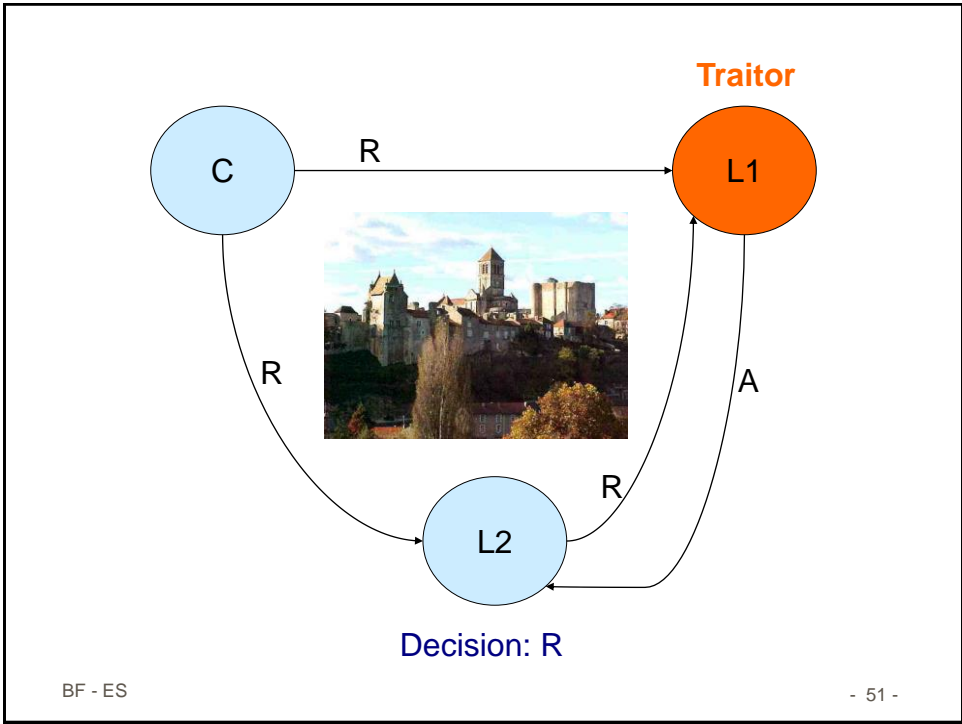 Traitor
C
R
L1
R
A
R
L2
Decision: R
BF - ES
- 51 -